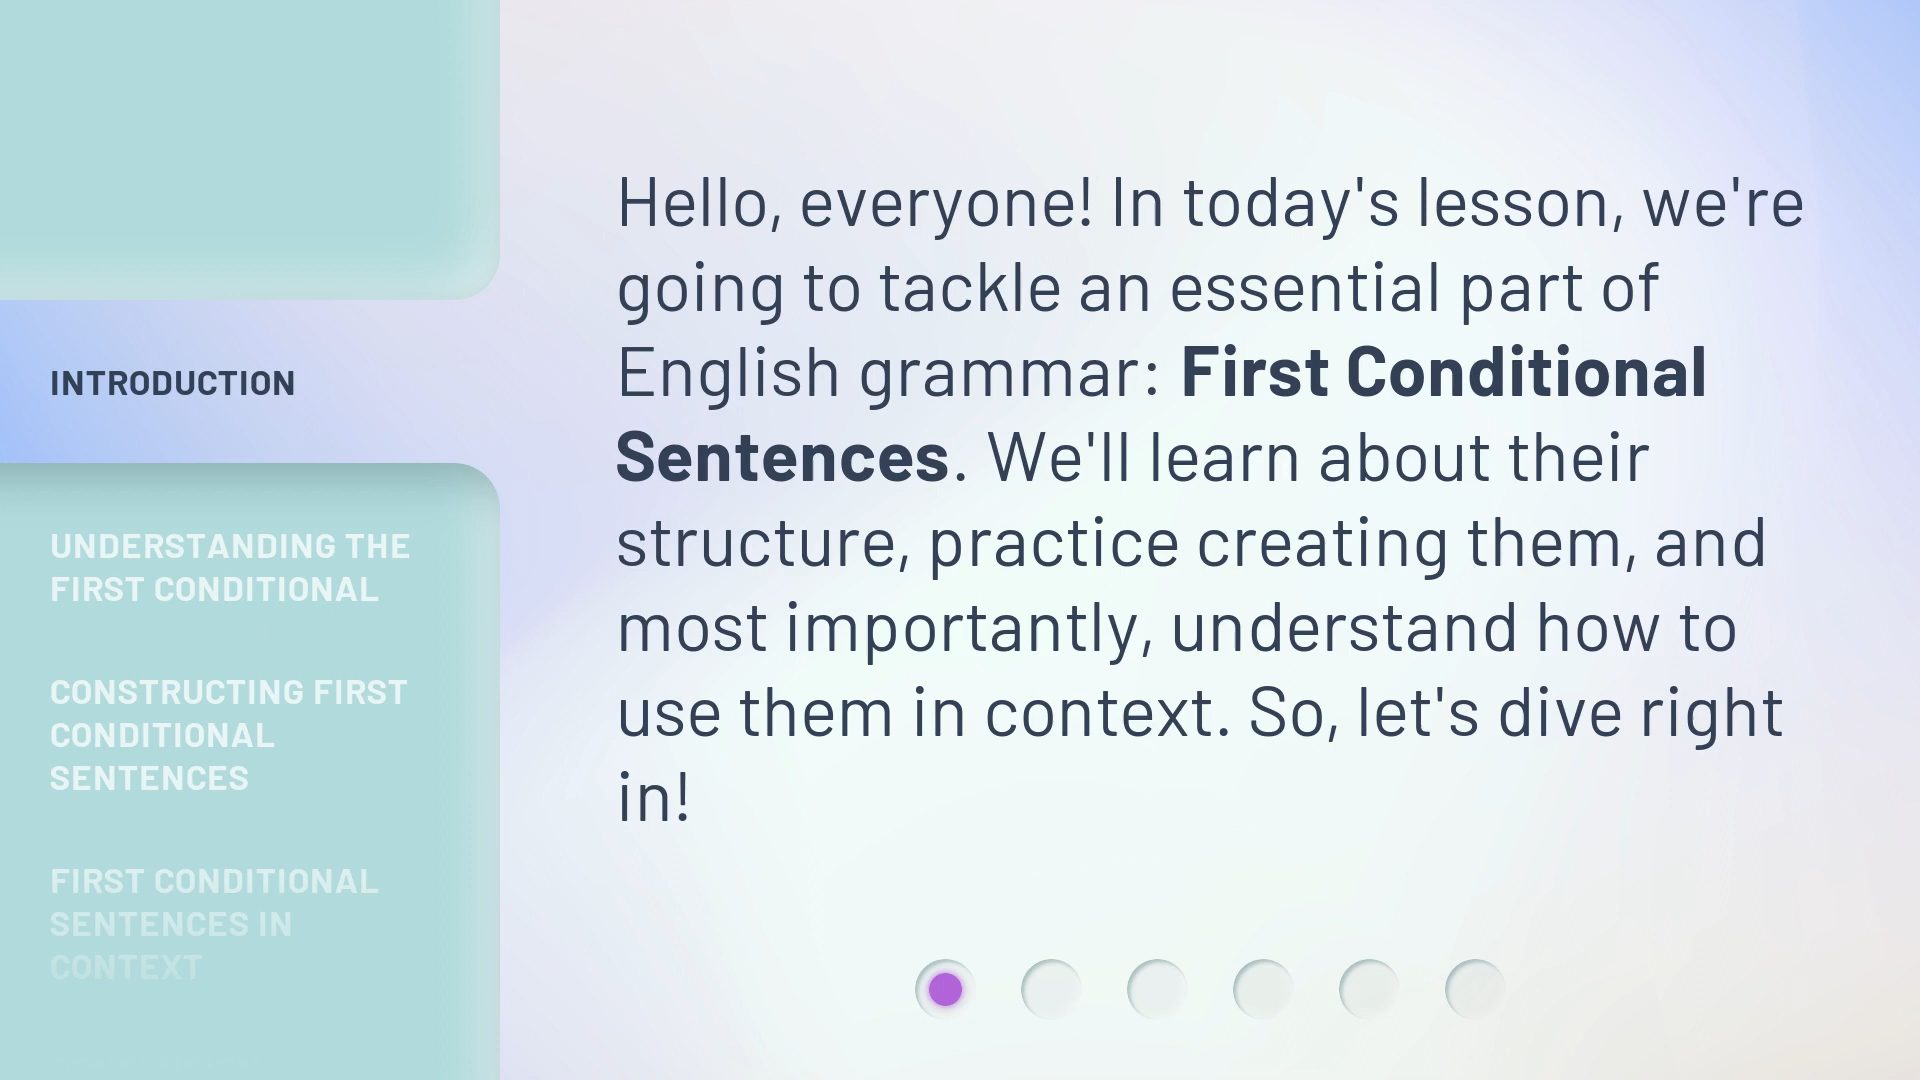 INTRODUCTION
UNDERSTANDING THE
FIRST CONDITIONAL
CONSTRUCTING FIRST
CONDITIONAL
SENTENCES
FIRST CONDITIONAL
SENTENCES IN
CONTEXT
Hello, everyone! In today's lesson, we're
going to tackle an essential part of
English grammar: First Conditional
Sentences. We'll learn about their
structure, practice creating them, and
most importantly, understand how to
use them in context. So, let's dive right
in!